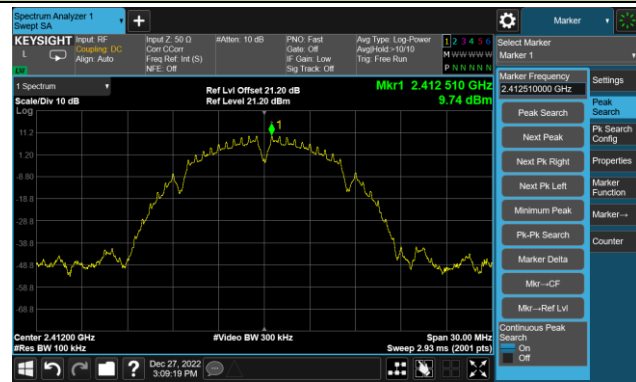 Spectrum Analyzer 1
Swept SA
Marker
KEYSIGHT
L
LW
Input: RF
Coupling: DC
Align: Auto
Input Z: 50 Ω
Corr CCorr
Freq Ref: Int (S)
NFE: Off
#Atten: 10 dB
PNO: Fast
Gate: Off
IF Gain: Low
Sig Track: Off
Avg Type: Log-Power
Avg|Hold:>10/10
Trig: Free Run
1 2 3 4 5 6
M W W W W W
P N N N N N
Select Marker
Marker 1
1 Spectrum
Scale/Div 10 dB
Log
Ref Lvl Offset 21.20 dB
Ref Level 21.20 dBm
Mkr1 2.412 510 GHz
9.74 dBm
1
11.2
1.20
-8.80
-18.8
-28.8
-38.8
-48.8
-58.8
-68.8
Center 2.41200 GHz
#Res BW 100 kHz
#Video BW 300 kHz
Span 30.00 MHz
Sweep 2.93 ms (2001 pts)
Marker Frequency
2.412510000 GHz
Peak Search
Next Peak
Next Pk Right
Next Pk Left
Minimum Peak
Pk-Pk Search
Marker Delta
Mkr→CF
Mkr→Ref Lvl
Continuous Peak
Search
On
Off
Settings
Peak
Search
Pk Search
Config
Properties
Marker
Function
Marker→
Counter
?
Dec 27, 2022
3:09:19 PM